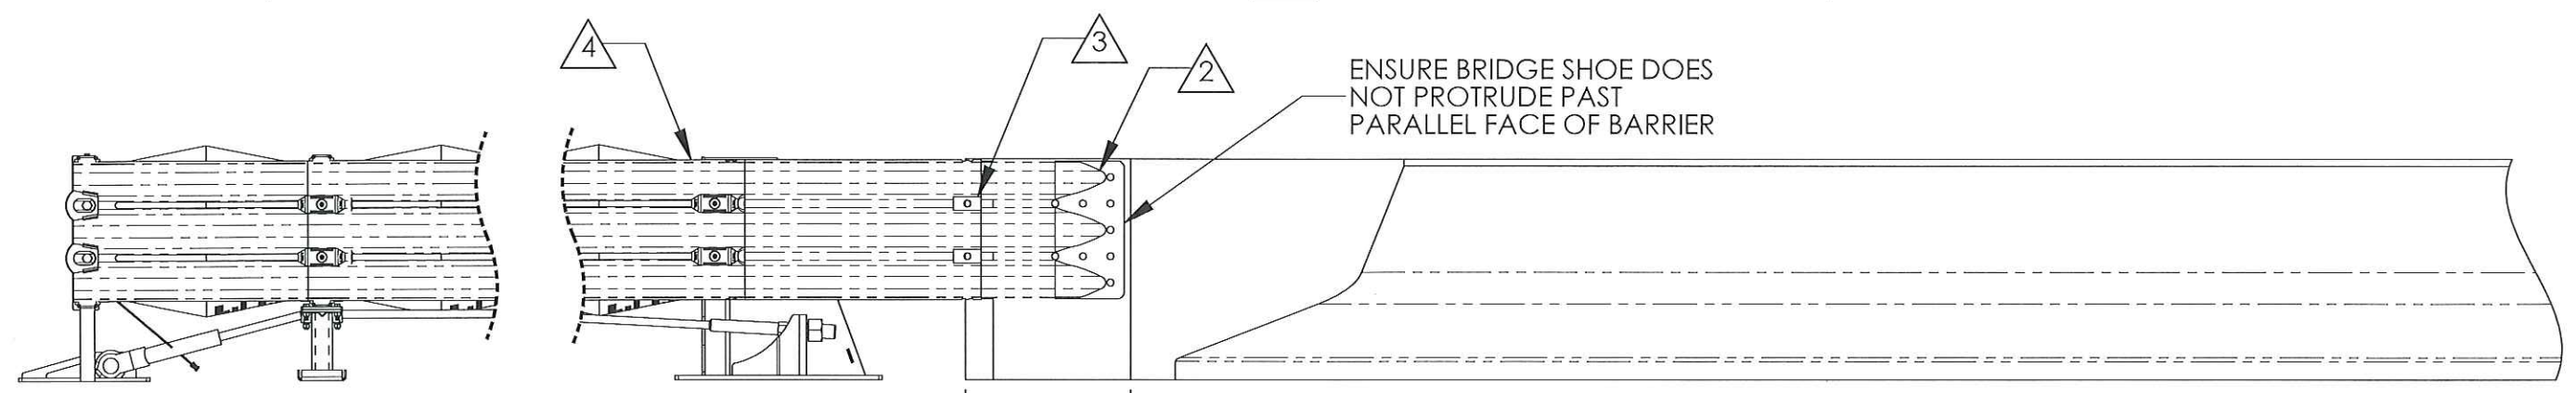 4
3
2
ENSURE BRIDGE SHOE DOES
NOT PROTRUDE PAST
PARALLEL FACE OF BARRIER